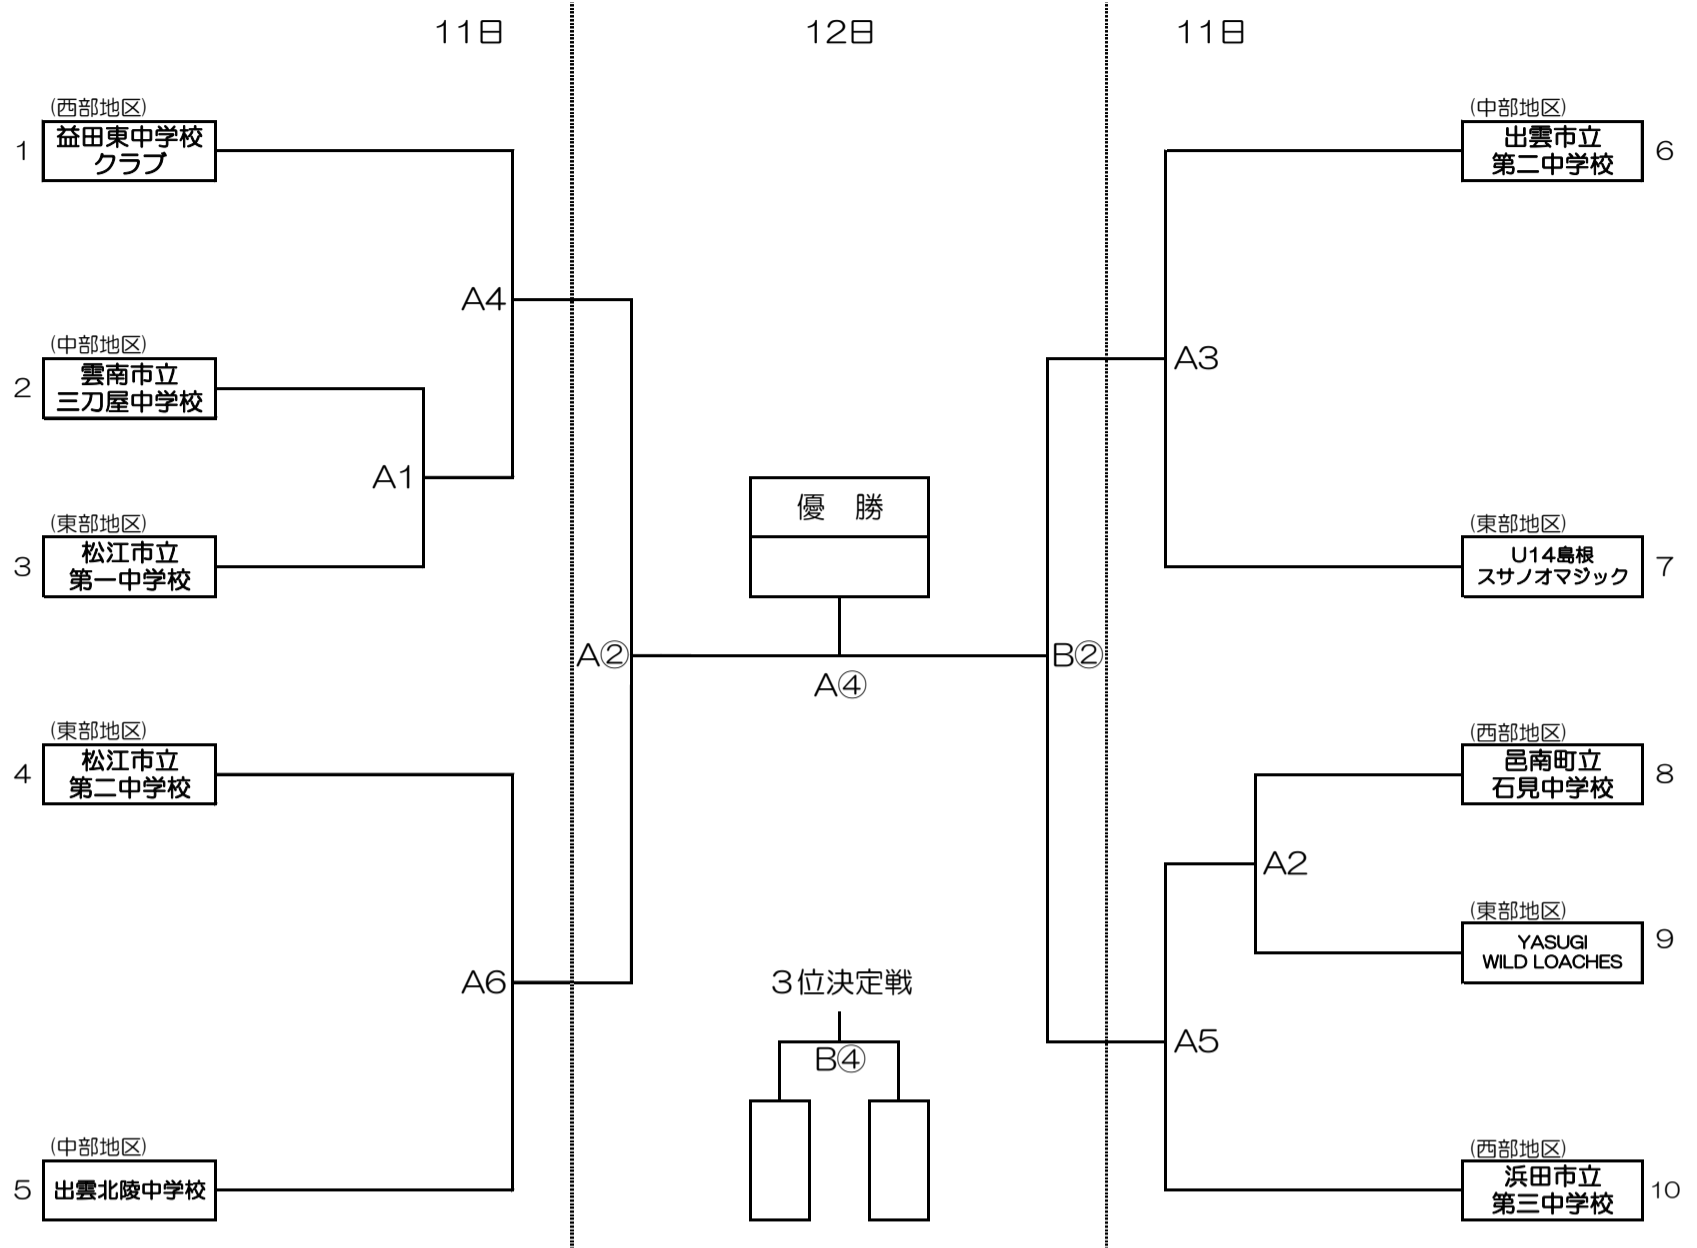 11日
12日
11日
(西部地区)
1
益田東中学校
クラブ
(中部地区)
2
雲南市立
三刀屋中学校
(東部地区)
3
松江市立
第一中学校
(東部地区)
4
松江市立
第二中学校
(中部地区)
5
出雲北陵中学校
A4
A1
A6
A②
優　勝
A④
B②
３位決定戦
B④
A3
A2
A5
(中部地区)
出雲市立
第二中学校
6
(東部地区)
U14島根
スサノオマジック
7
(西部地区)
邑南町立
石見中学校
8
(東部地区)
YASUGI
WILD LOACHES
9
(西部地区)
浜田市立
第三中学校
10